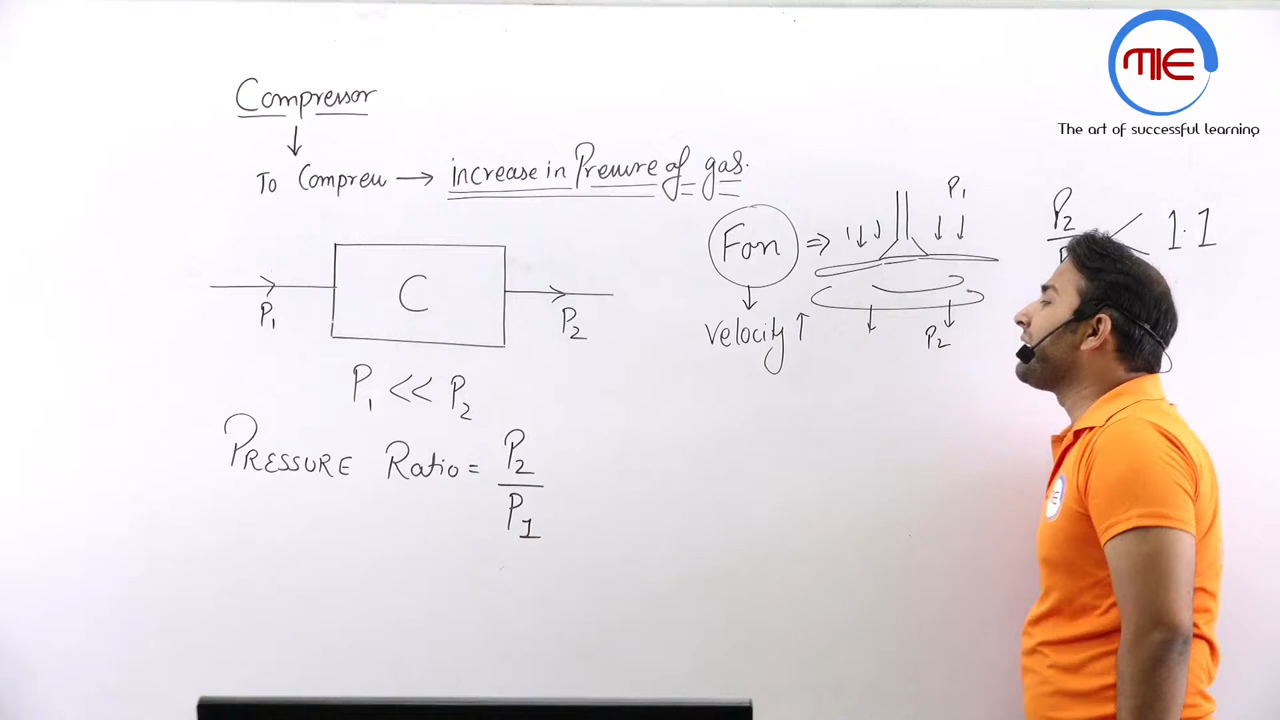 MIE
The art of successful learning
Compressor
↓
To Compress → increase in Pressure of gas.
P1
C
P2
P1 << P2
PRESSURE Ratio = P2
P1
Fan ⇒
P1
P2
velocity ↑
P2
< 1.1